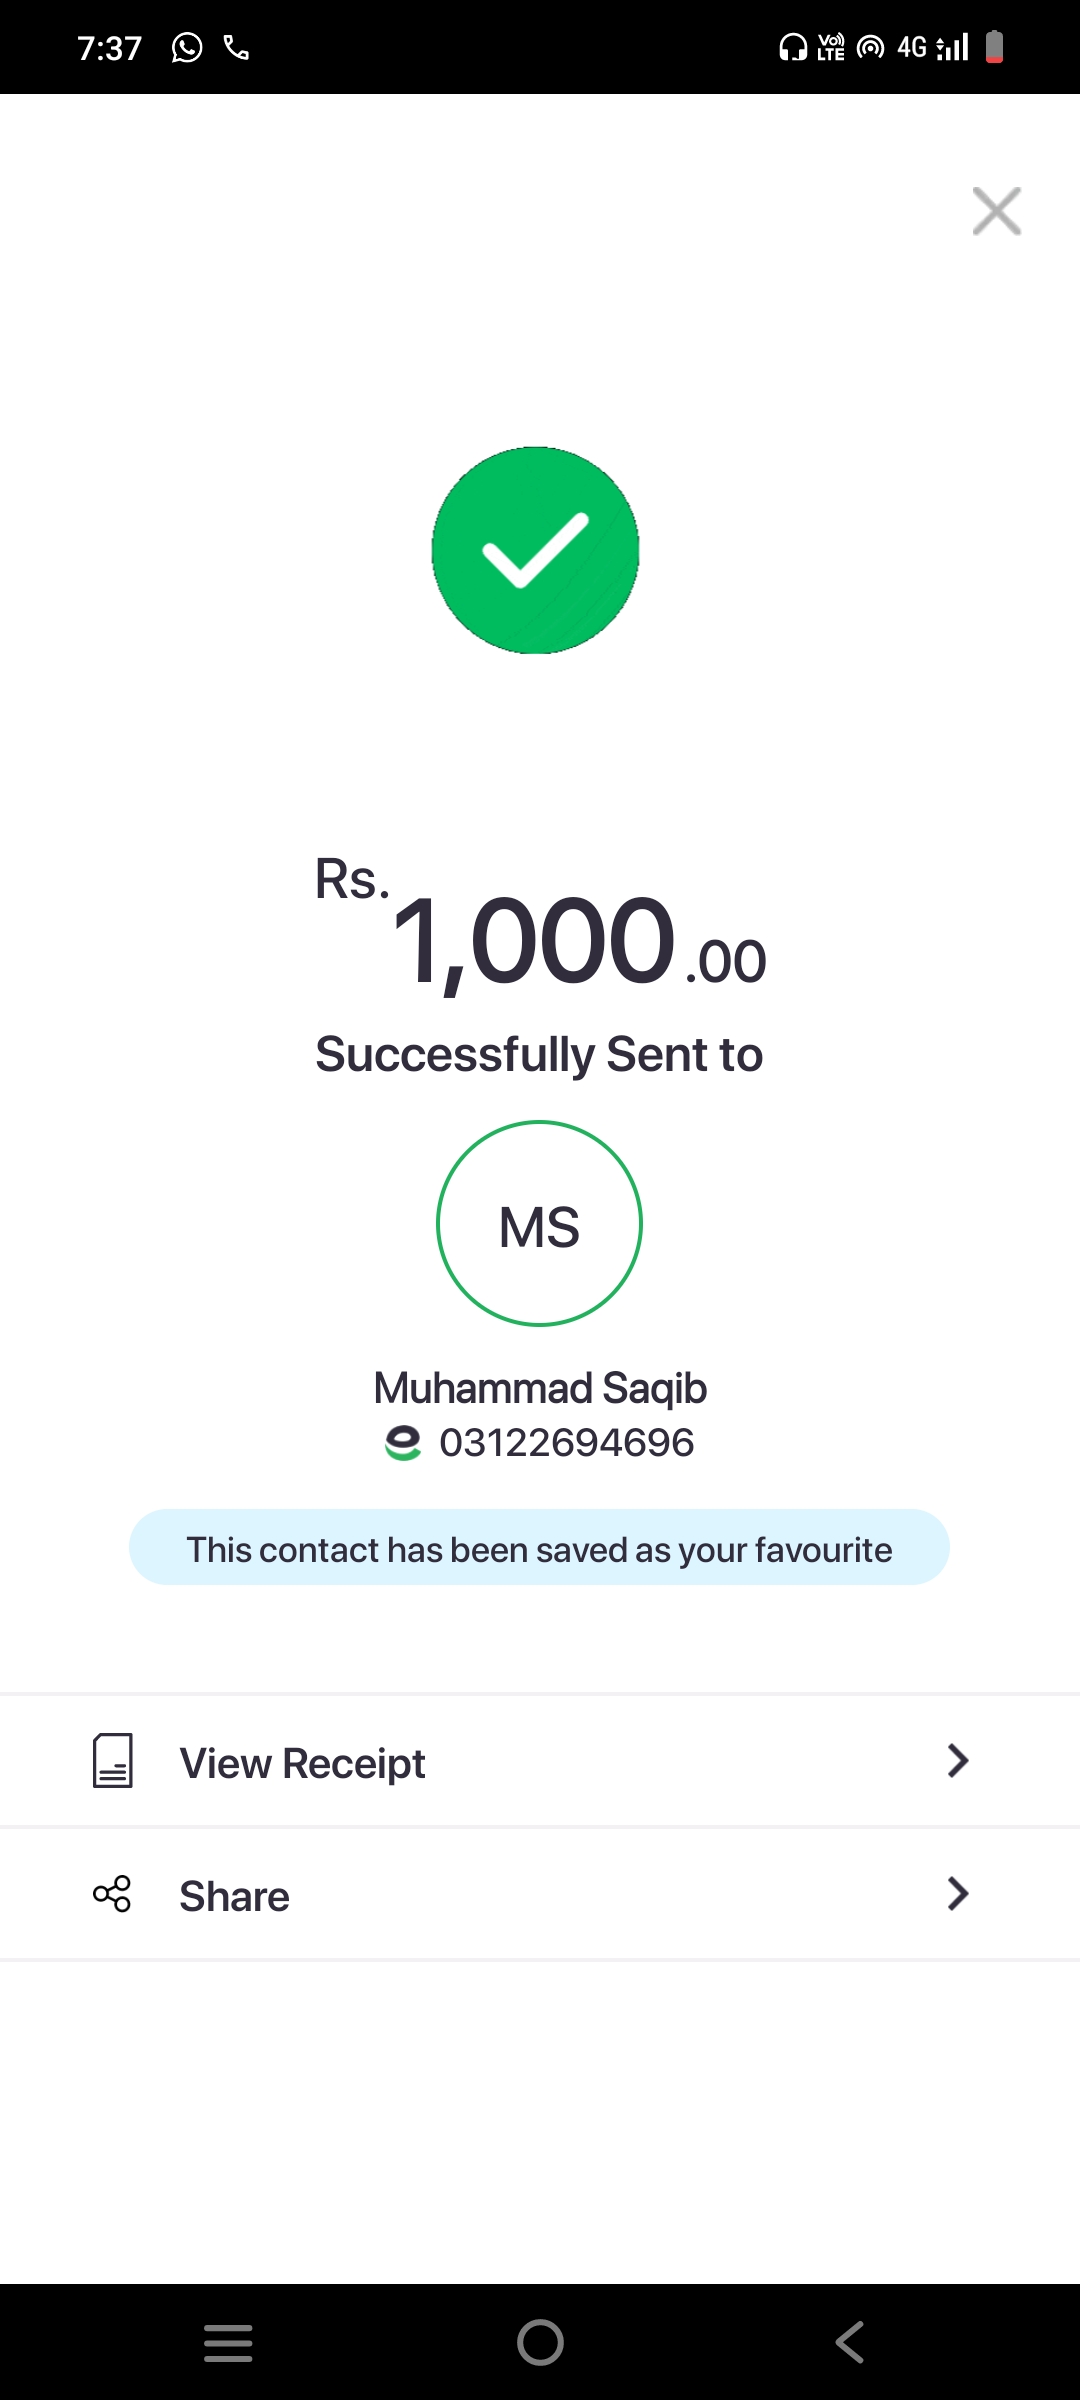 7:37
Vo)) LTE 4G
Rs. 1,000.00
Successfully Sent to
MS
Muhammad Saqib
03122694696
This contact has been saved as your favourite
View Receipt
Share